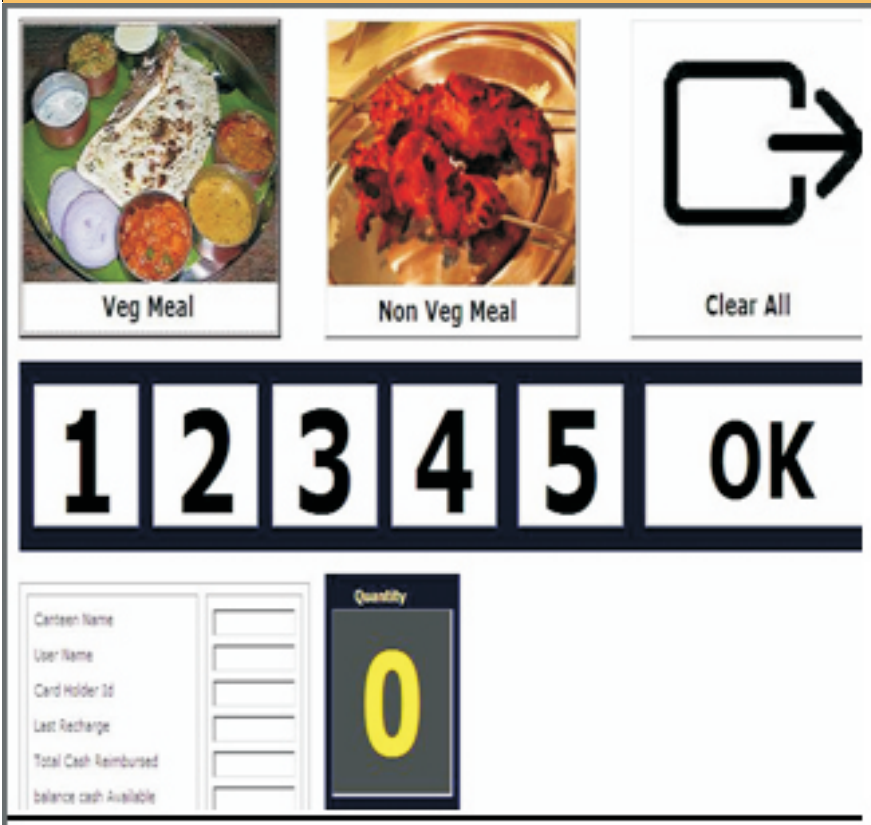 Veg Meal
Non Veg Meal
Clear All
1 2 3 4 5 OK
Canteen Name
User Name
Card Holder Id
Last Recharge
Total Cash Reimbursed
balance cash Available
Quantity
0